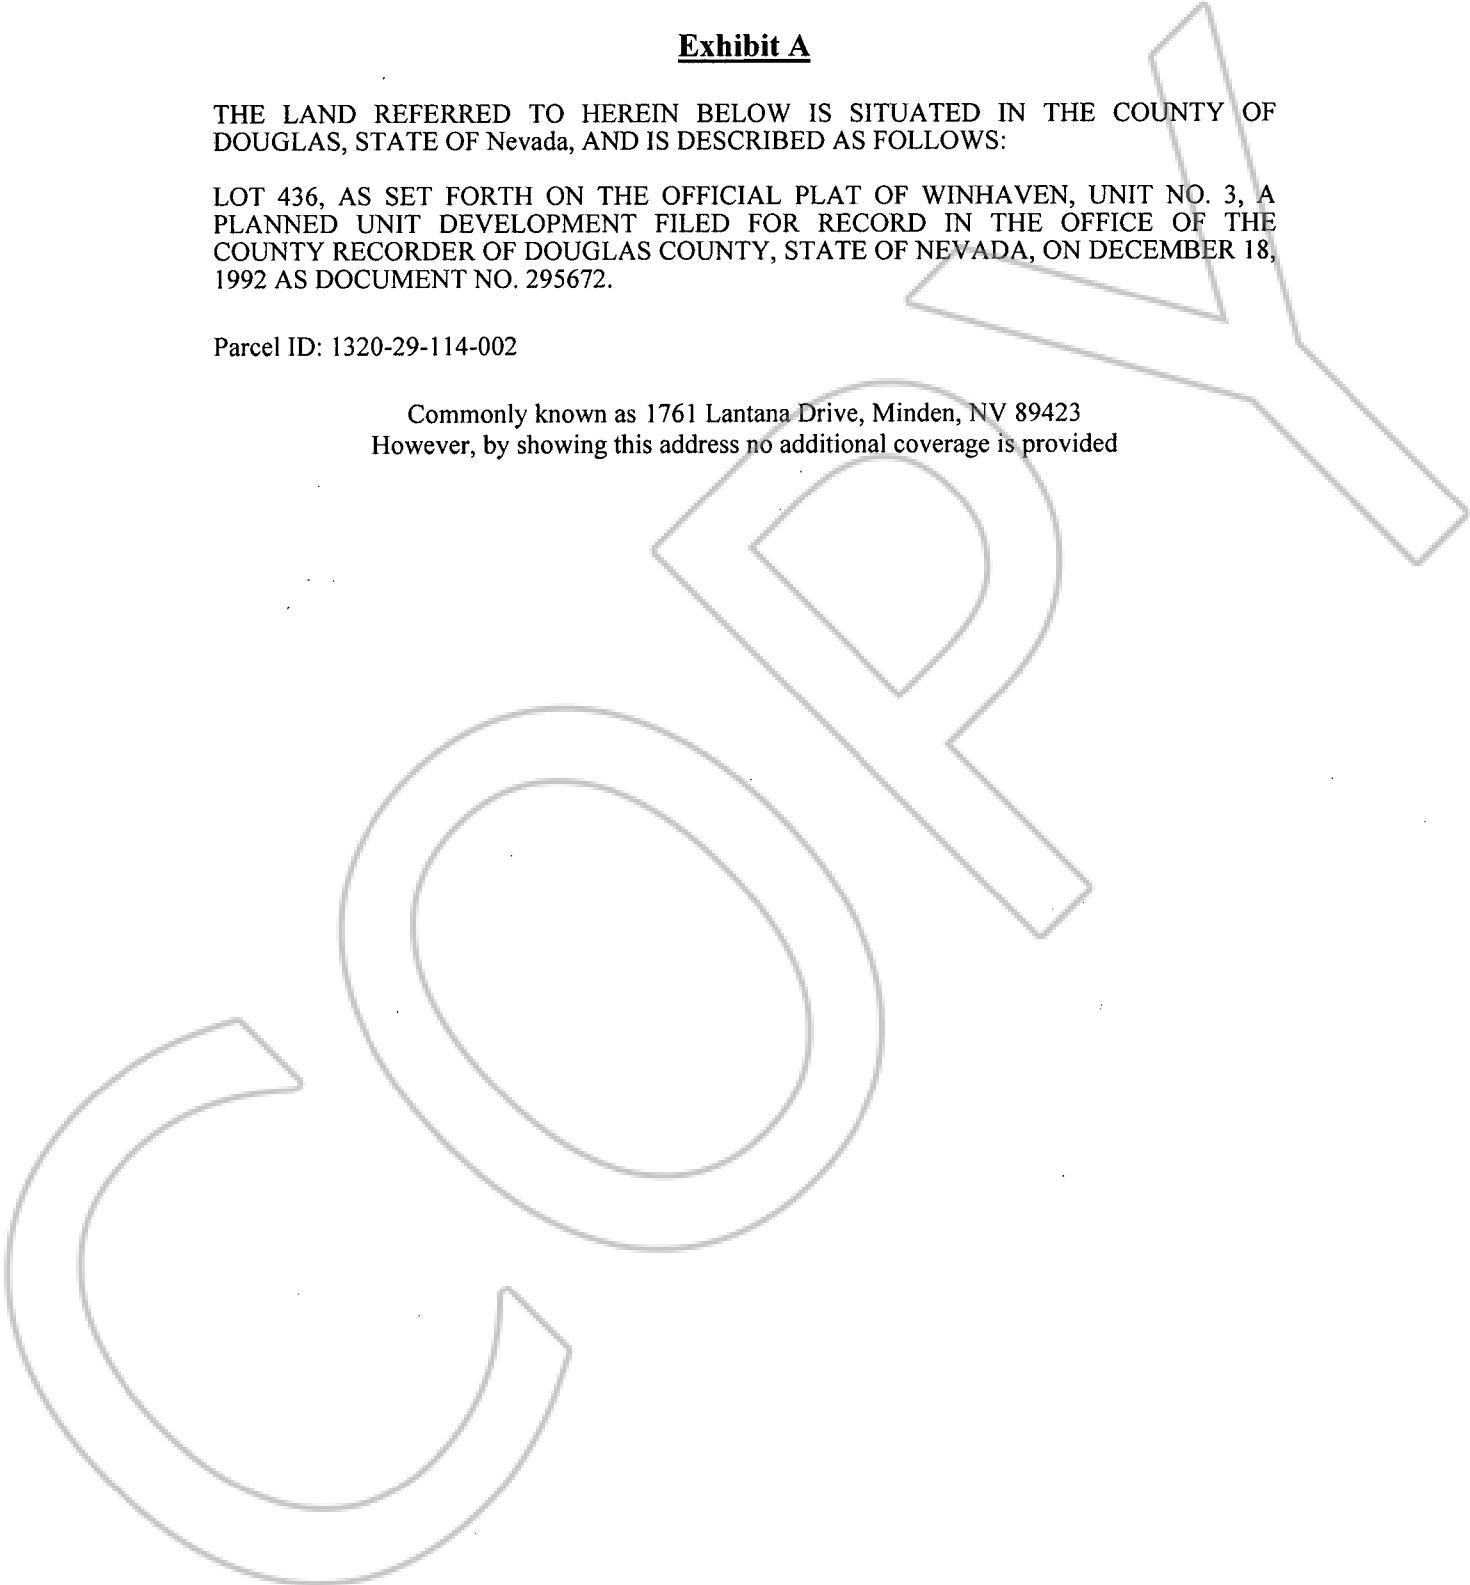 Exhibit A
THE LAND REFERRED TO HEREIN BELOW IS SITUATED IN THE COUNTY OF
DOUGLAS, STATE OF Nevada, AND IS DESCRIBED AS FOLLOWS:
LOT 436, AS SET FORTH ON THE OFFICIAL PLAT OF WINHAVEN, UNIT NO. 3, A
PLANNED UNIT DEVELOPMENT FILED FOR RECORD IN THE OFFICE OF THE
COUNTY RECORDER OF DOUGLAS COUNTY, STATE OF NEVADA, ON DECEMBER 18,
1992 AS DOCUMENT NO. 295672.
Parcel ID: 1320-29-114-002
Commonly known as 1761 Lantana Drive, Minden, NV 89423
However, by showing this address no additional coverage is provided
COPY